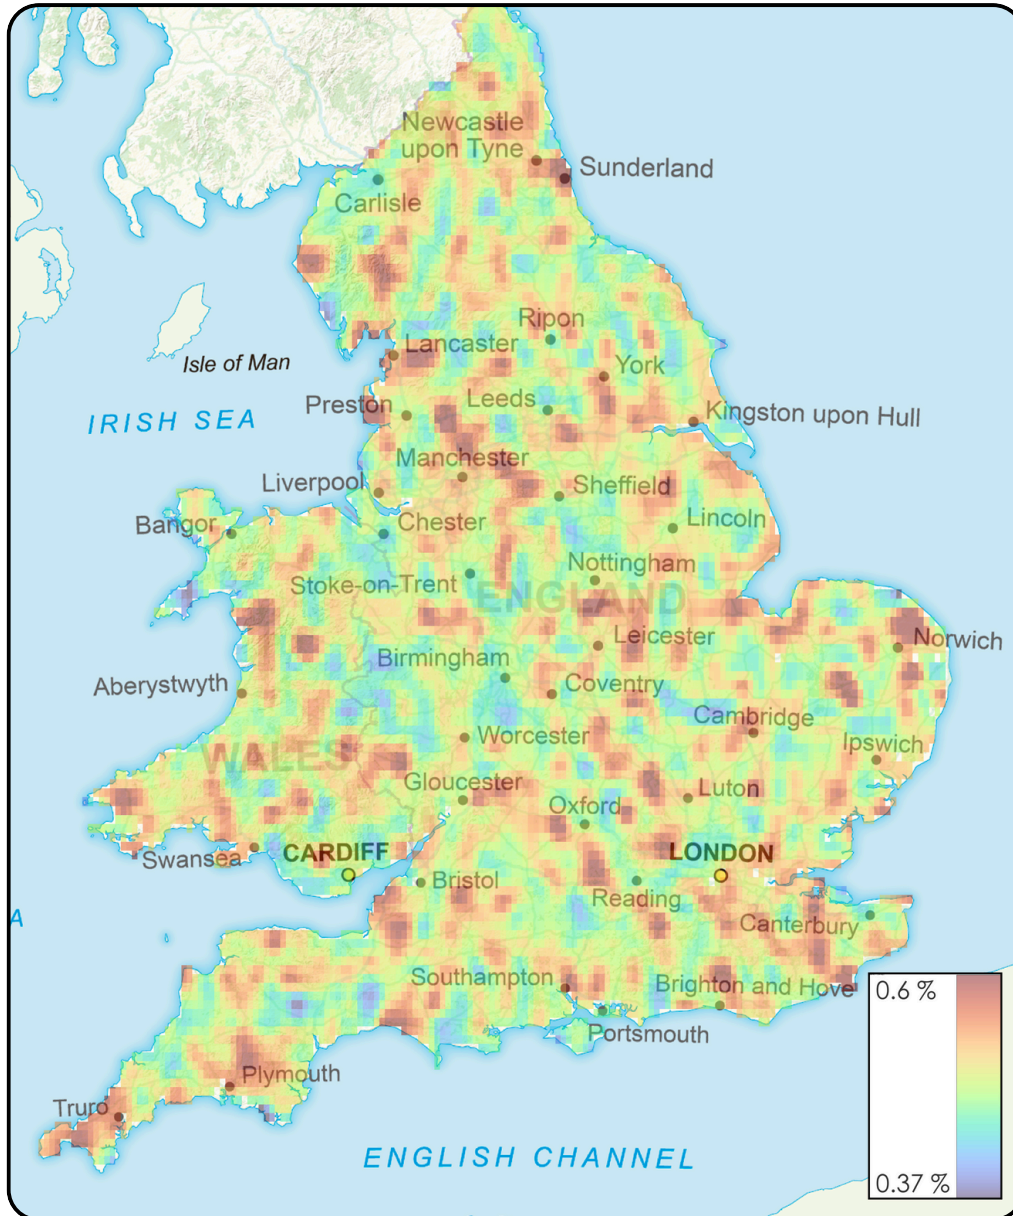 Newcastle
upon Tyne
Sunderland
Carlisle
Ripon
Isle of Man
Lancaster
York
IRISH SEA
Preston
Leeds
Kingston upon Hull
Manchester
Liverpool
Sheffield
Bangor
Chester
Lincoln
Stoke-on-Trent
Nottingham
ENGLAND
Leicester
Norwich
Birmingham
Aberystwyth
Coventry
Cambridge
WALES
Worcester
Ipswich
Gloucester
Luton
Oxford
Swansea
CARDIFF
LONDON
Bristol
Reading
A
Canterbury
Southampton
Brighton and Hove
0.6 %
Portsmouth
Plymouth
Truro
ENGLISH CHANNEL
0.37 %